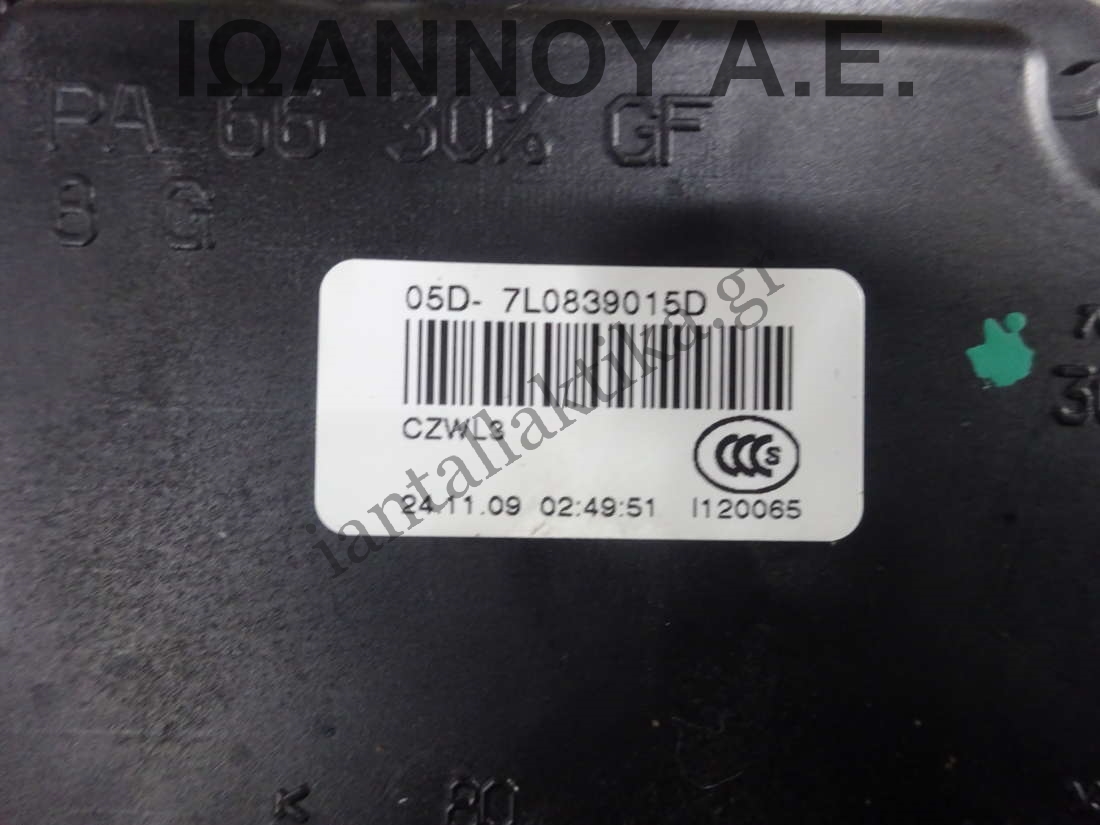 ΙΩΑΝΝΟΥ Α.Ε.
PA 66 30% GF
8 G
05D- 7L0839015D
CZWL3
24.11.09 02:49:51 I120065
CCC S
iantaliaktika.gr
80